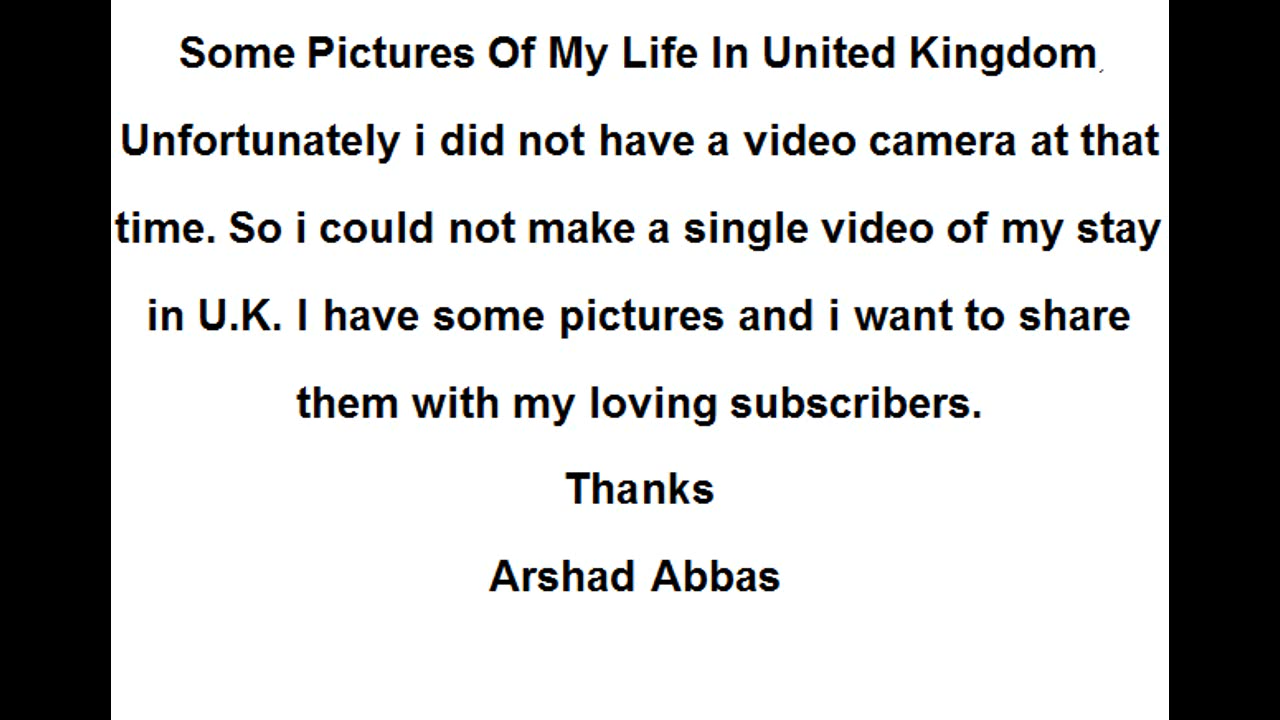 Some Pictures Of My Life In United Kingdom
Unfortunately i did not have a video camera at that
time. So i could not make a single video of my stay
in U.K. I have some pictures and i want to share
them with my loving subscribers.
Thanks
Arshad Abbas